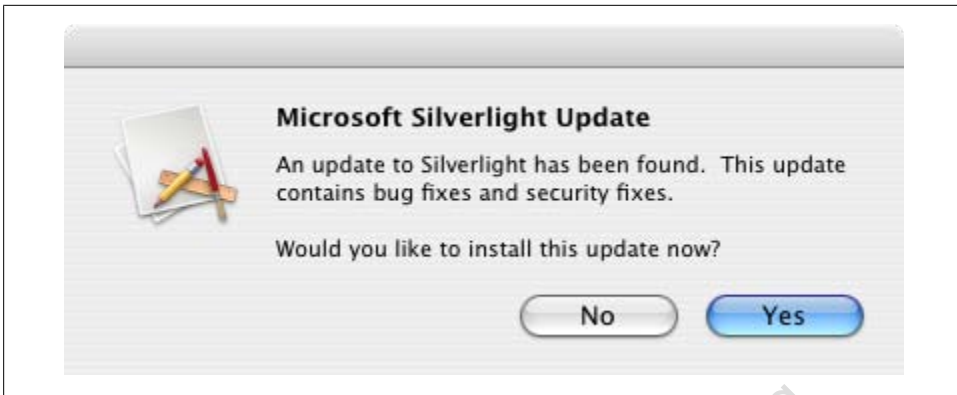 Microsoft Silverlight Update
An update to Silverlight has been found.  This update
contains bug fixes and security fixes.
Would you like to install this update now?
No
Yes